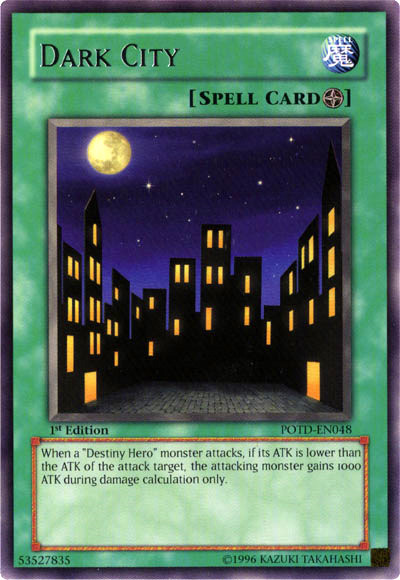 Dark City
魔
[Spell Card]
1st Edition
POTD-EN048
When a "Destiny Hero" monster attacks, if its ATK is lower than
the ATK of the attack target, the attacking monster gains 1000
ATK during damage calculation only.
53527835
©1996 KAZUKI TAKAHASHI